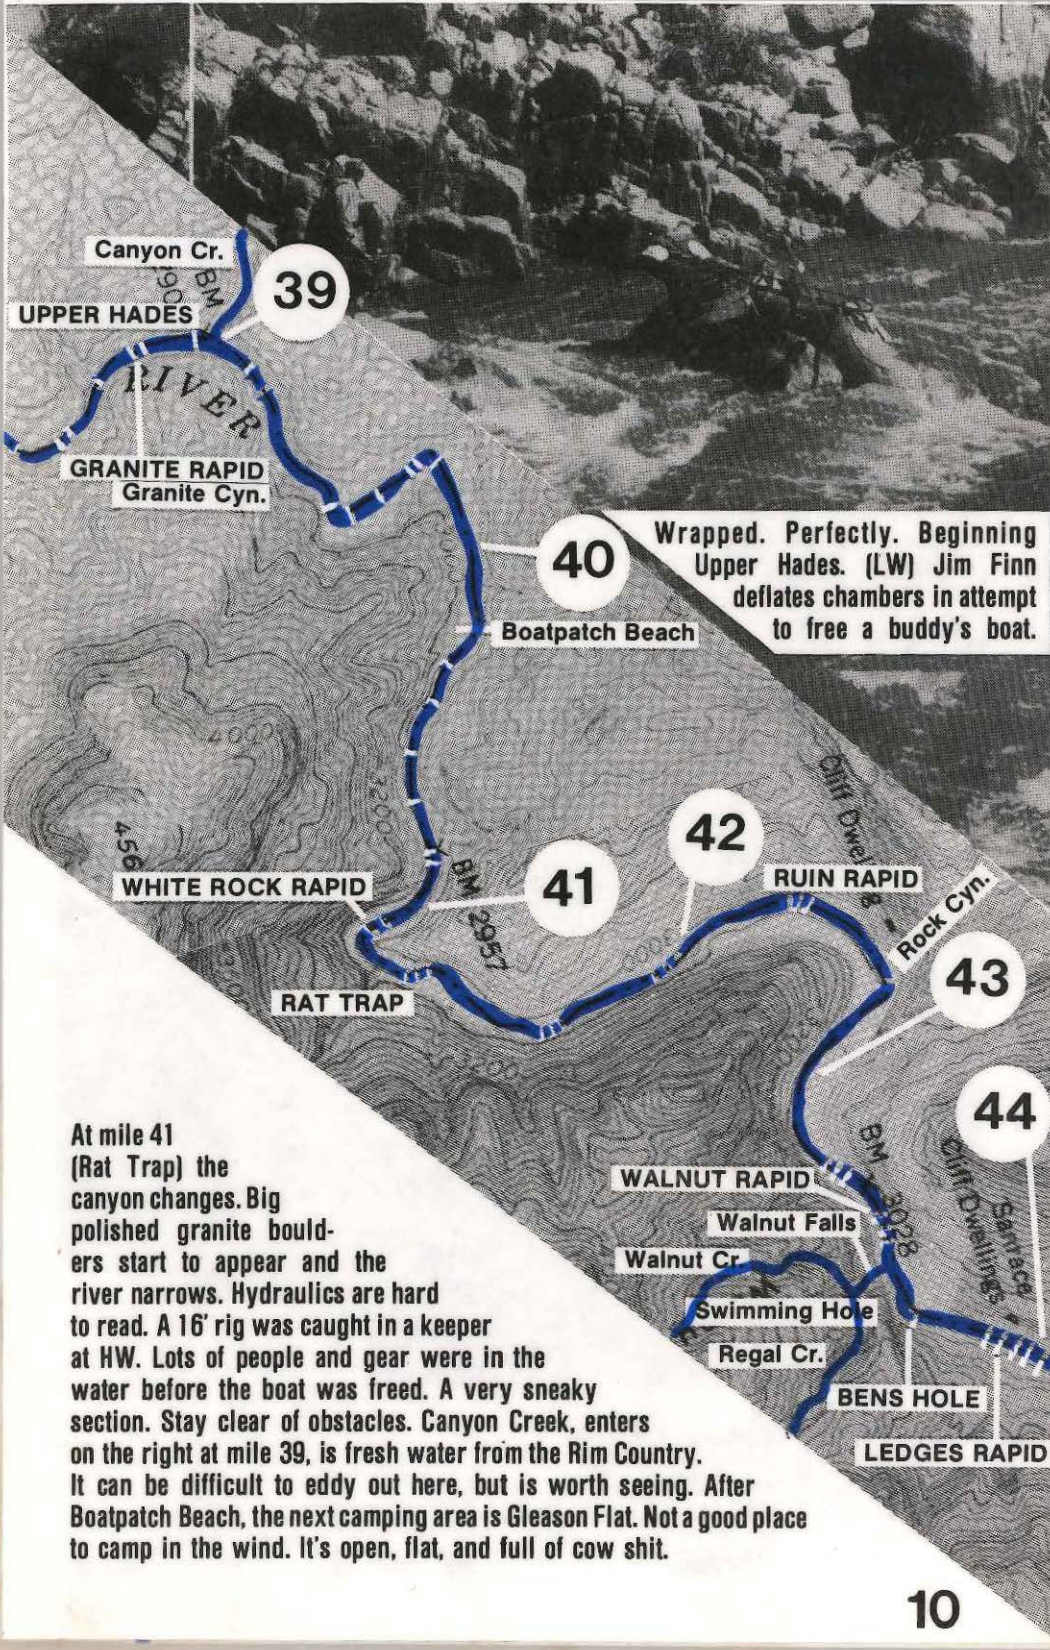 Canyon Cr.
39
BM
UPPER HADES
RIVER
GRANITE RAPID
Granite Cyn.
Wrapped. Perfectly. Beginning
Upper Hades. (LW) Jim Finn
deflates chambers in attempt
to free a buddy's boat.
40
Boatpatch Beach
4000
3200
Cliff Dwellings
456
42
WHITE ROCK RAPID
41
BM 2957
RUIN RAPID
Rock Cyn.
43
RAT TRAP
44
At mile 41
(Rat Trap) the
canyon changes. Big
polished granite bould-
ers start to appear and the
river narrows. Hydraulics are hard
to read. A 16' rig was caught in a keeper
at HW. Lots of people and gear were in the
water before the boat was freed. A very sneaky
section. Stay clear of obstacles. Canyon Creek, enters
on the right at mile 39, is fresh water from the Rim Country.
It can be difficult to eddy out here, but is worth seeing. After
Boatpatch Beach, the next camping area is Gleason Flat. Not a good place
to camp in the wind. It's open, flat, and full of cow shit.
WALNUT RAPID
BM 3028
Cliff Dwellings
Walnut Falls
Walnut Cr.
Swimming Hole
Regal Cr.
BENS HOLE
LEDGES RAPID
10